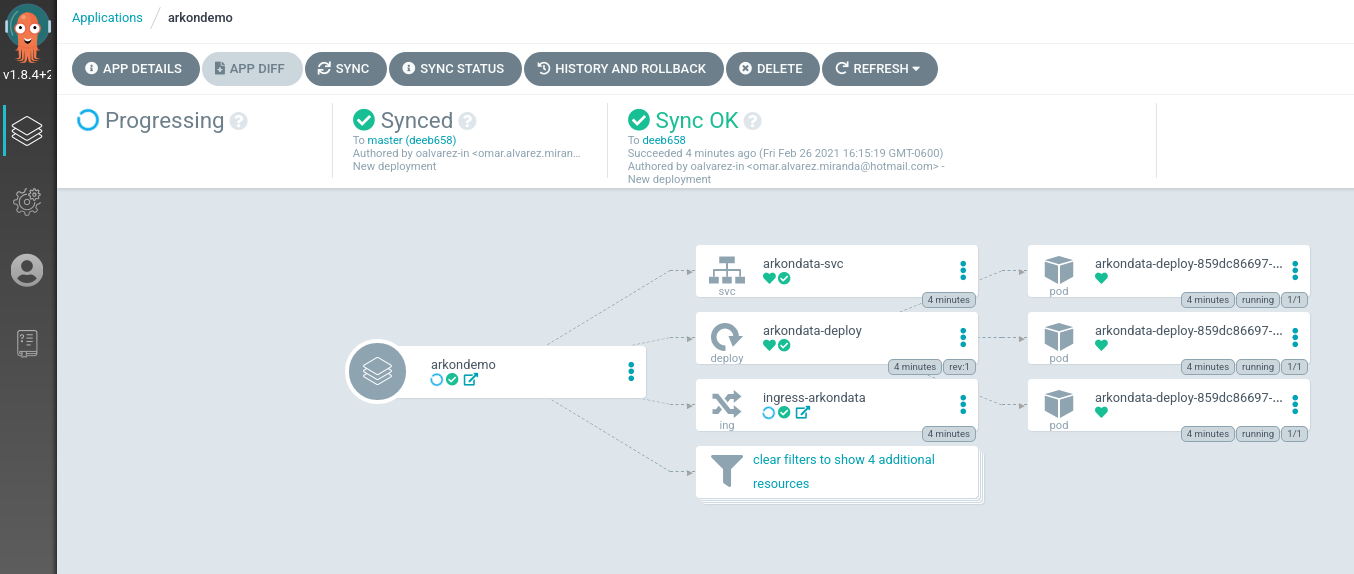 Applications / arkondemo
v1.8.4+2
APP DETAILS APP DIFF SYNC SYNC STATUS HISTORY AND ROLLBACK DELETE REFRESH
Progressing ?
Synced ?
To master (deeb658)
Authored by oalvarez-in <omar.alvarez.miran...
New deployment
Sync OK ?
To deeb658
Succeeded 4 minutes ago (Fri Feb 26 2021 16:15:19 GMT-0600)
Authored by oalvarez-in <omar.alvarez.miranda@hotmail.com> -
New deployment
arkondemo
arkondata-svc
svc
4 minutes
arkondata-deploy
deploy
4 minutes rev:1
ingress-arkondata
ing
4 minutes
clear filters to show 4 additional
resources
arkondata-deploy-859dc86697-...
pod
4 minutes running 1/1
arkondata-deploy-859dc86697-...
pod
4 minutes running 1/1
arkondata-deploy-859dc86697-...
pod
4 minutes running 1/1